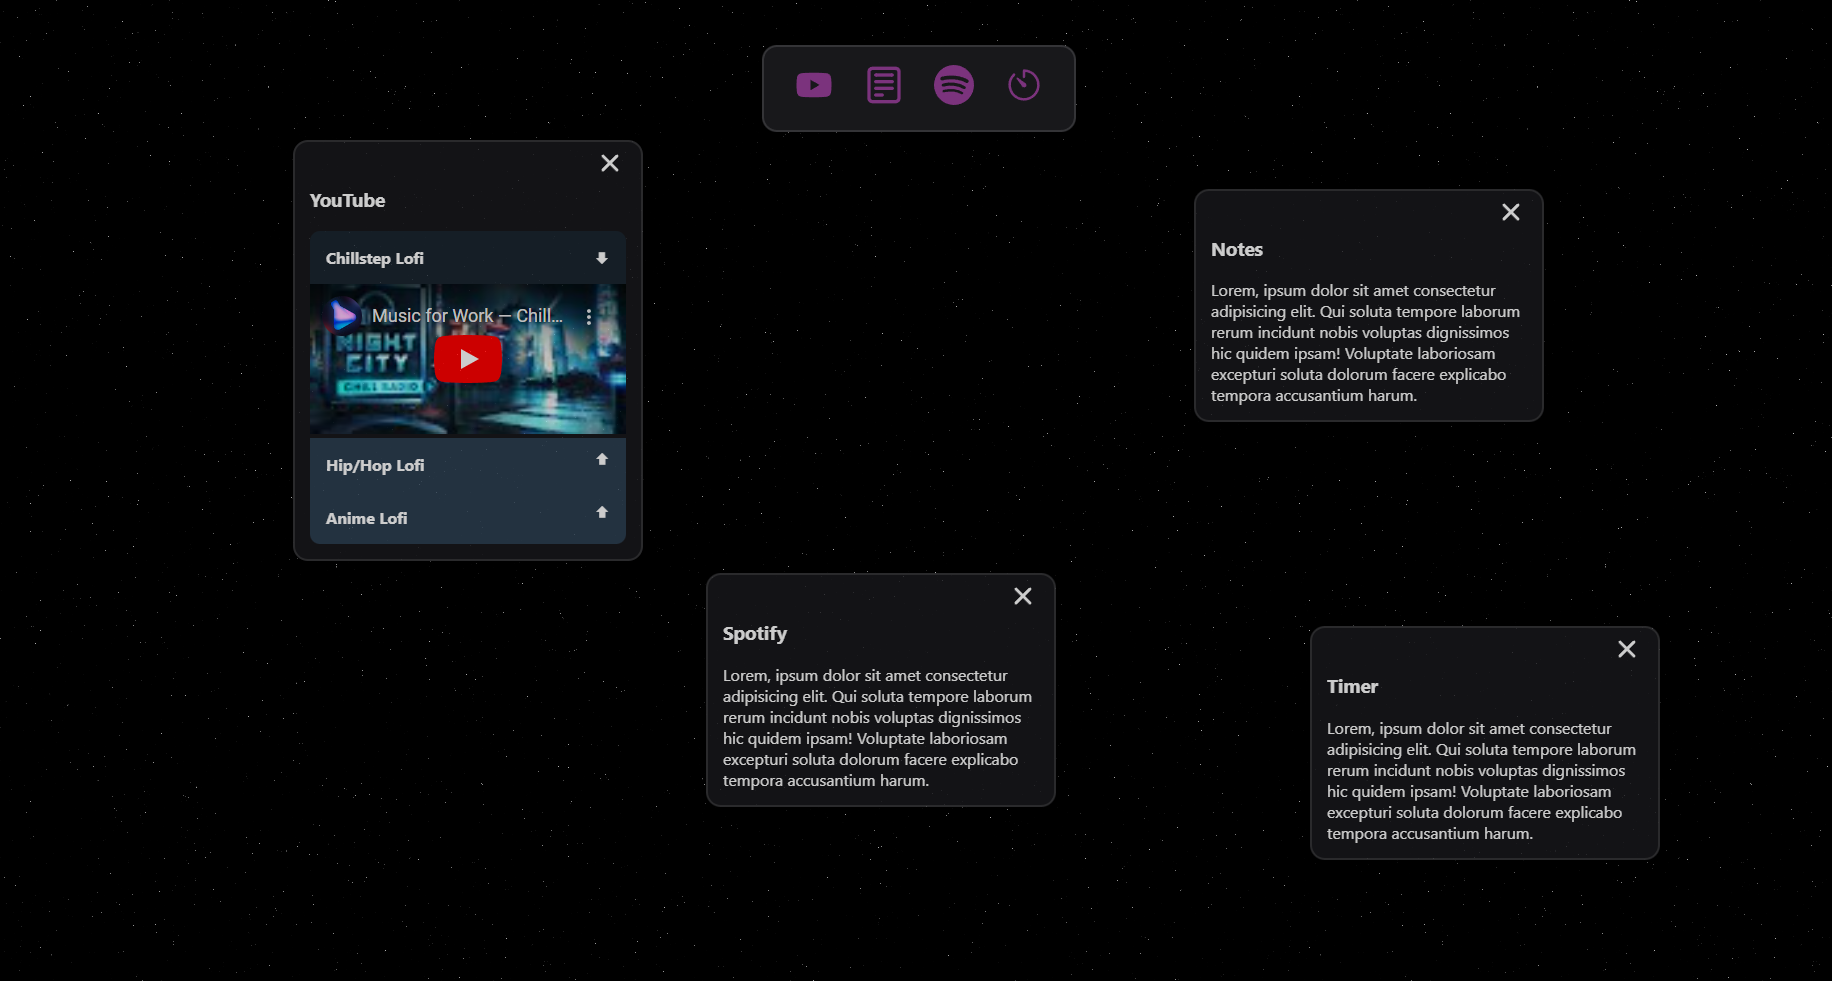 YouTube
Chillstep Lofi
Music for Work — Chill...
NIGHT
CITY
CHILL RADIO
Hip/Hop Lofi
Anime Lofi
Notes
Lorem, ipsum dolor sit amet consectetur
adipisicing elit. Qui soluta tempore laborum
rerum incidunt nobis voluptas dignissimos
hic quidem ipsam! Voluptate laboriosam
excepturi soluta dolorum facere explicabo
tempora accusantium harum.
Spotify
Lorem, ipsum dolor sit amet consectetur
adipisicing elit. Qui soluta tempore laborum
rerum incidunt nobis voluptas dignissimos
hic quidem ipsam! Voluptate laboriosam
excepturi soluta dolorum facere explicabo
tempora accusantium harum.
Timer
Lorem, ipsum dolor sit amet consectetur
adipisicing elit. Qui soluta tempore laborum
rerum incidunt nobis voluptas dignissimos
hic quidem ipsam! Voluptate laboriosam
excepturi soluta dolorum facere explicabo
tempora accusantium harum.